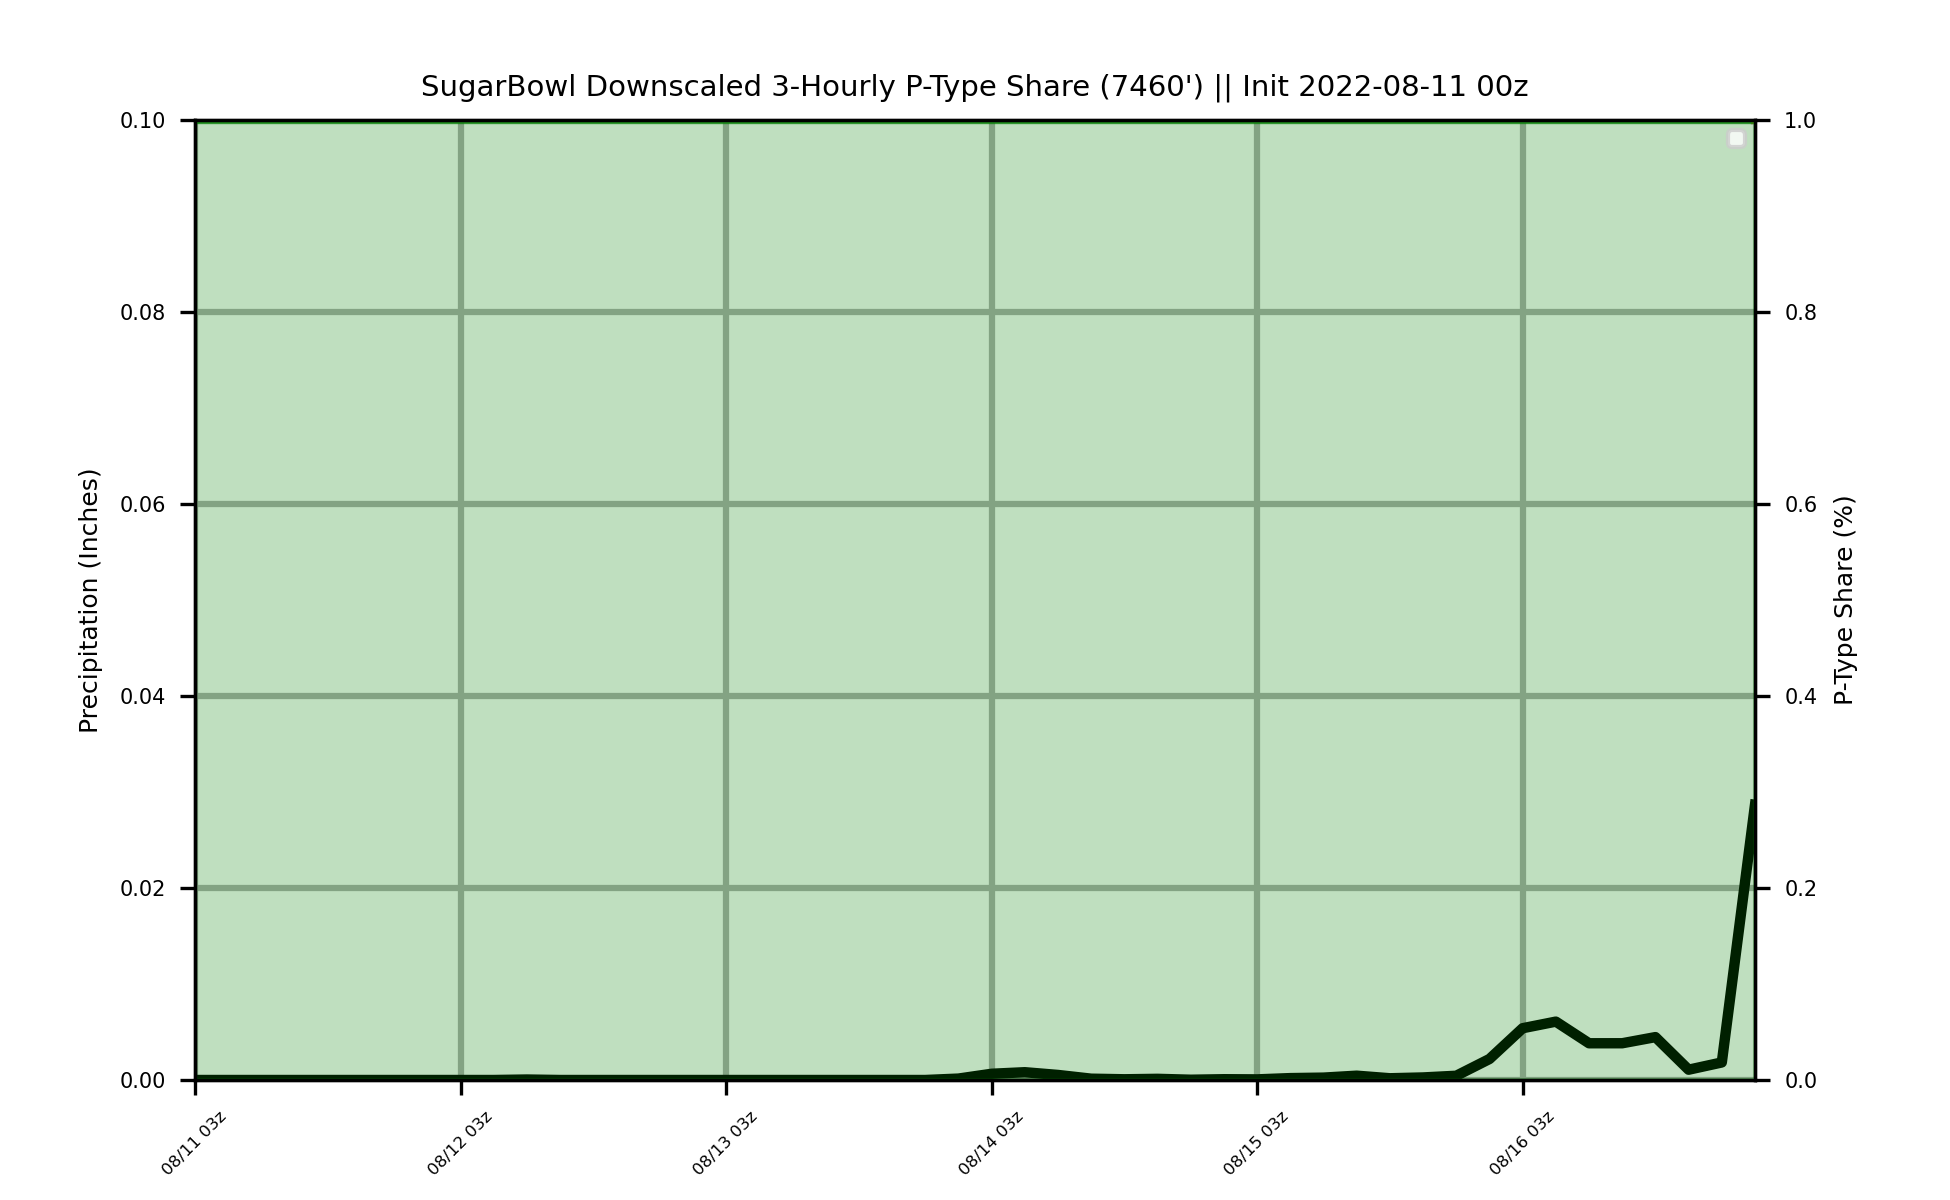 SugarBowl Downscaled 3-Hourly P-Type Share (7460') || Init 2022-08-11 00z
0.10
0.08
0.06
0.04
0.02
0.00
Precipitation (Inches)
1.0
0.8
0.6
0.4
0.2
0.0
P-Type Share (%)
08/11 03z
08/12 03z
08/13 03z
08/14 03z
08/15 03z
08/16 03z